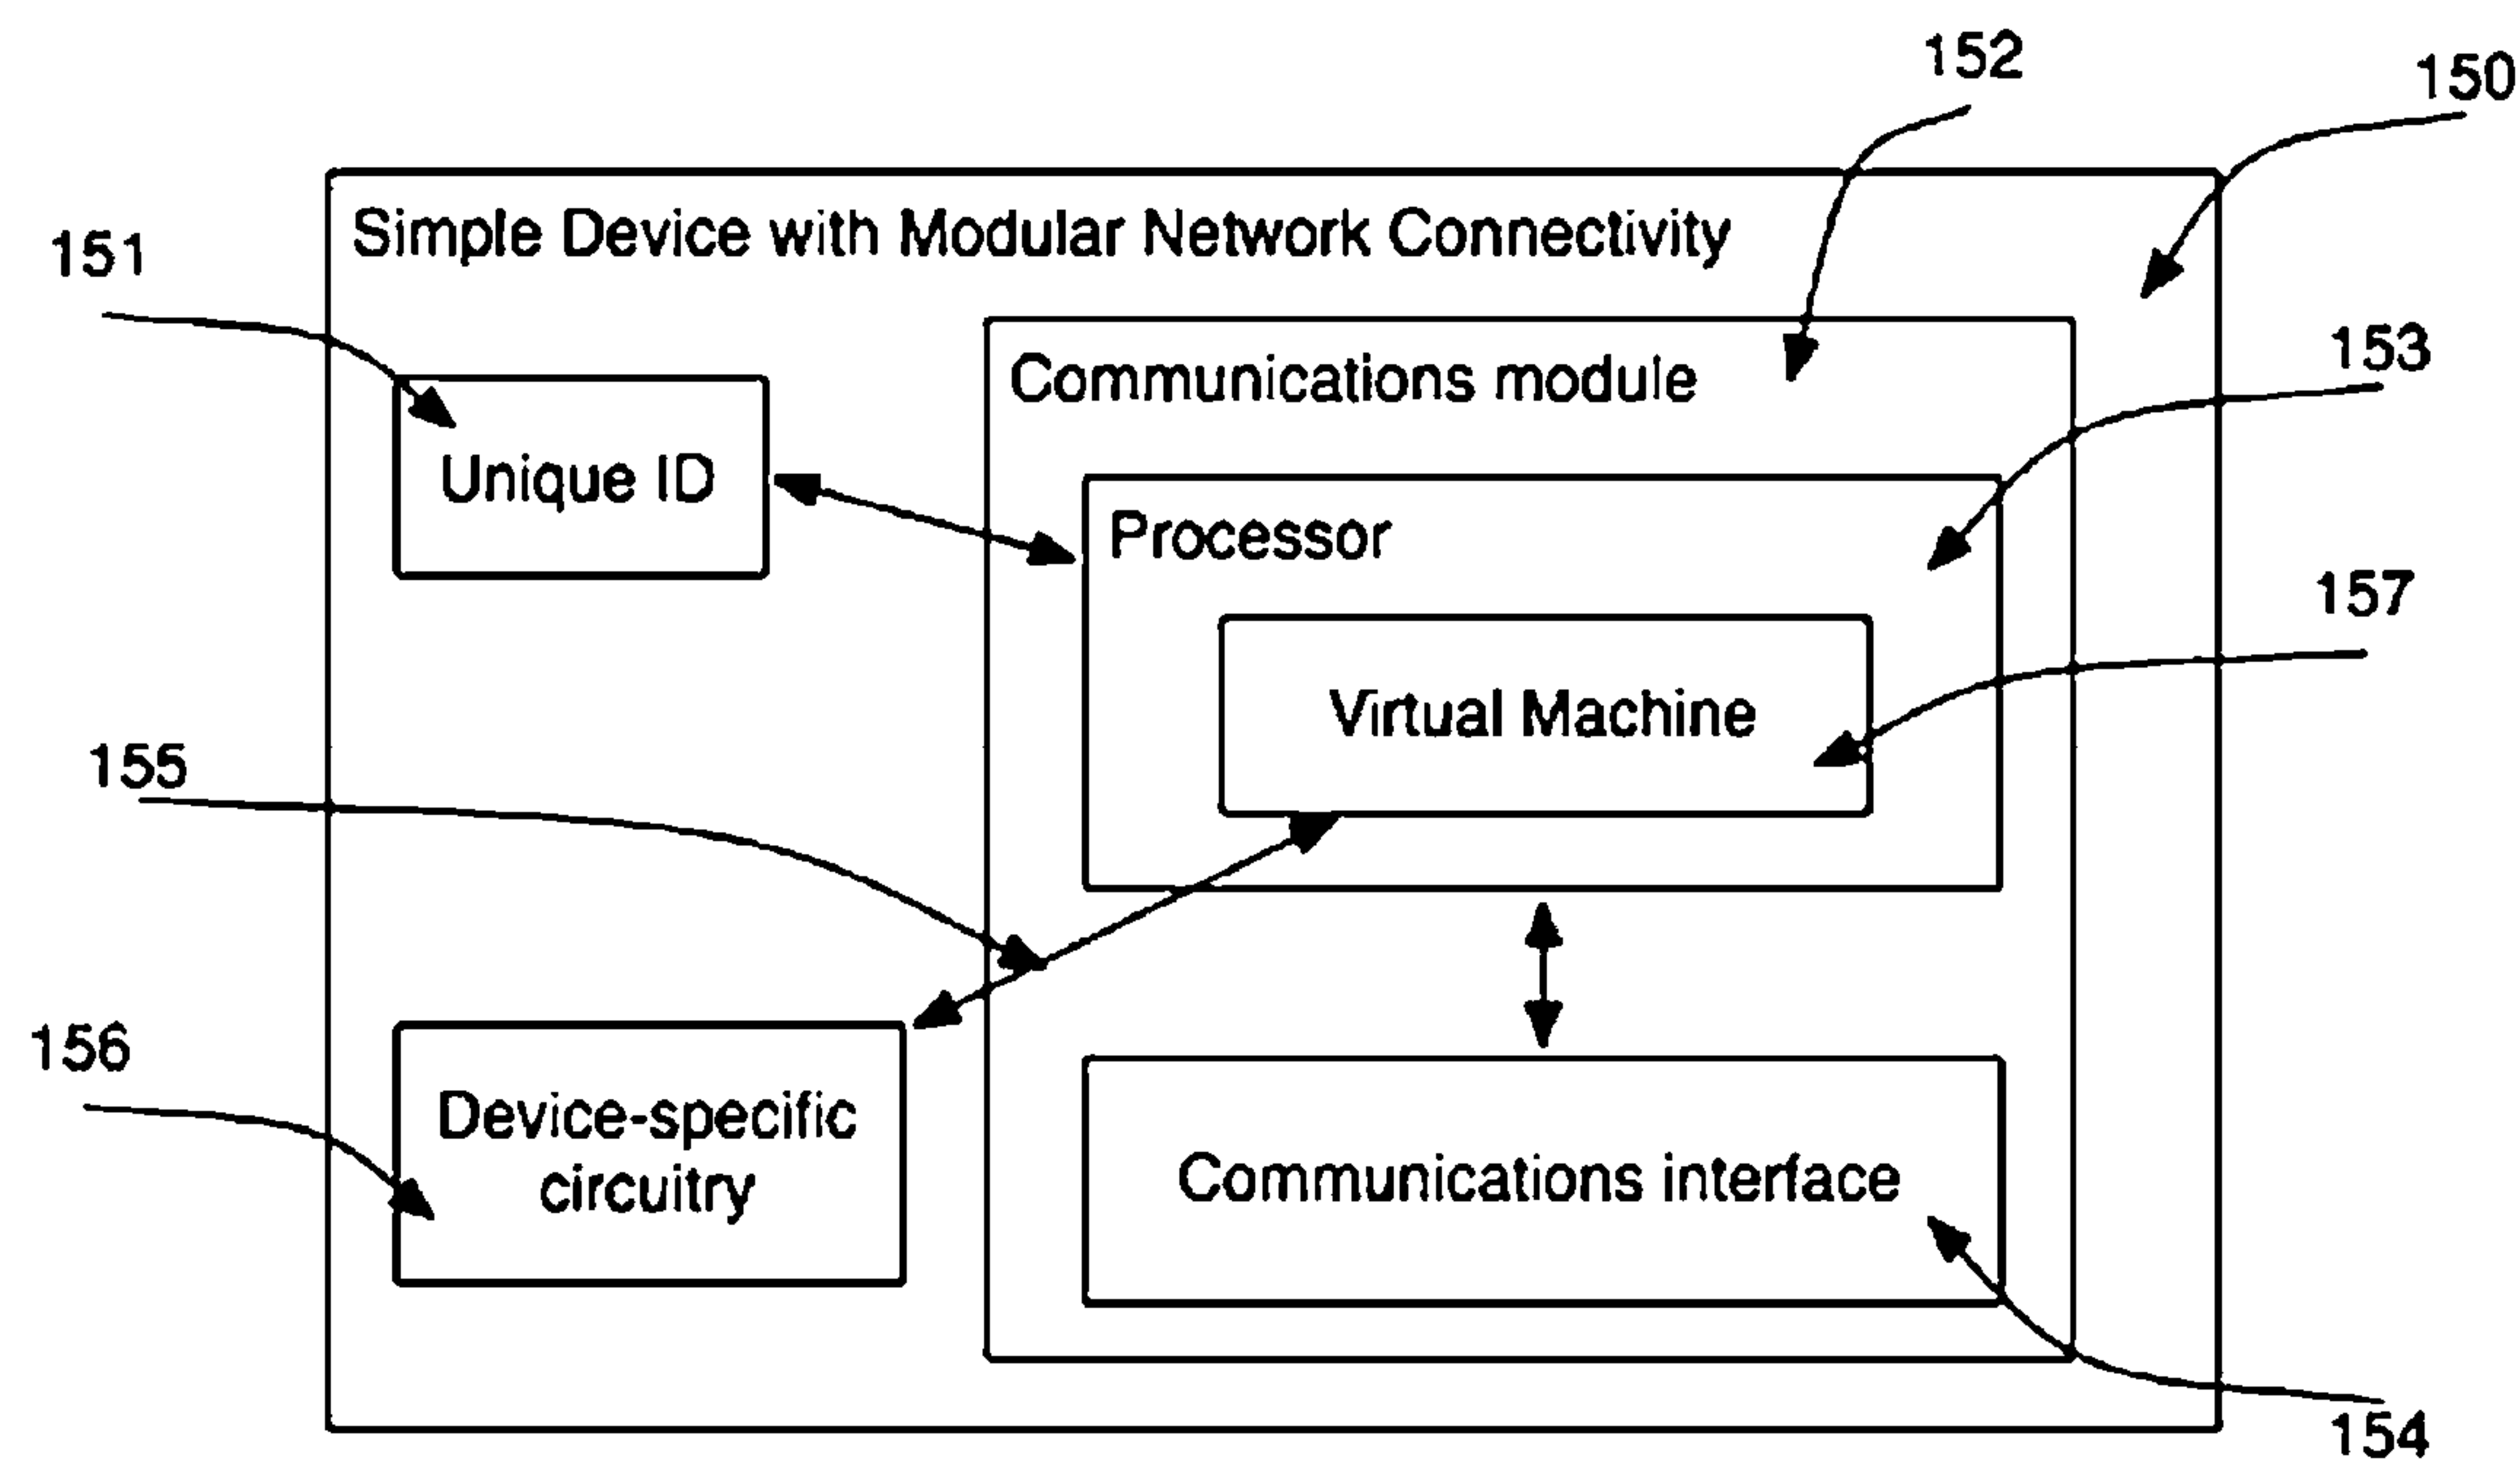 152
150
Simple Device with Modular Network Connectivity
151
153
Communications module
Unique ID
Processor
157
Virtual Machine
155
156
Device-specific
circuitry
Communications interface
154